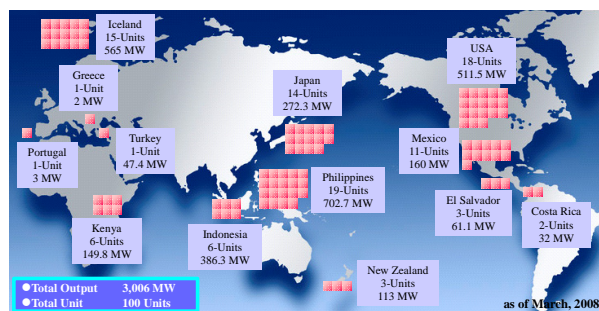 Iceland
15-Units
565 MW
Greece
1-Unit
2 MW
Portugal
1-Unit
3 MW
Turkey
1-Unit
47.4 MW
Kenya
6-Units
149.8 MW
Japan
14-Units
272.3 MW
Philippines
19-Units
702.7 MW
Indonesia
6-Units
386.3 MW
New Zealand
3-Units
113 MW
USA
18-Units
511.5 MW
Mexico
11-Units
160 MW
El Salvador
3-Units
61.1 MW
Costa Rica
2-Units
32 MW
●Total Output 3,006 MW
●Total Unit 100 Units
as of March, 2008